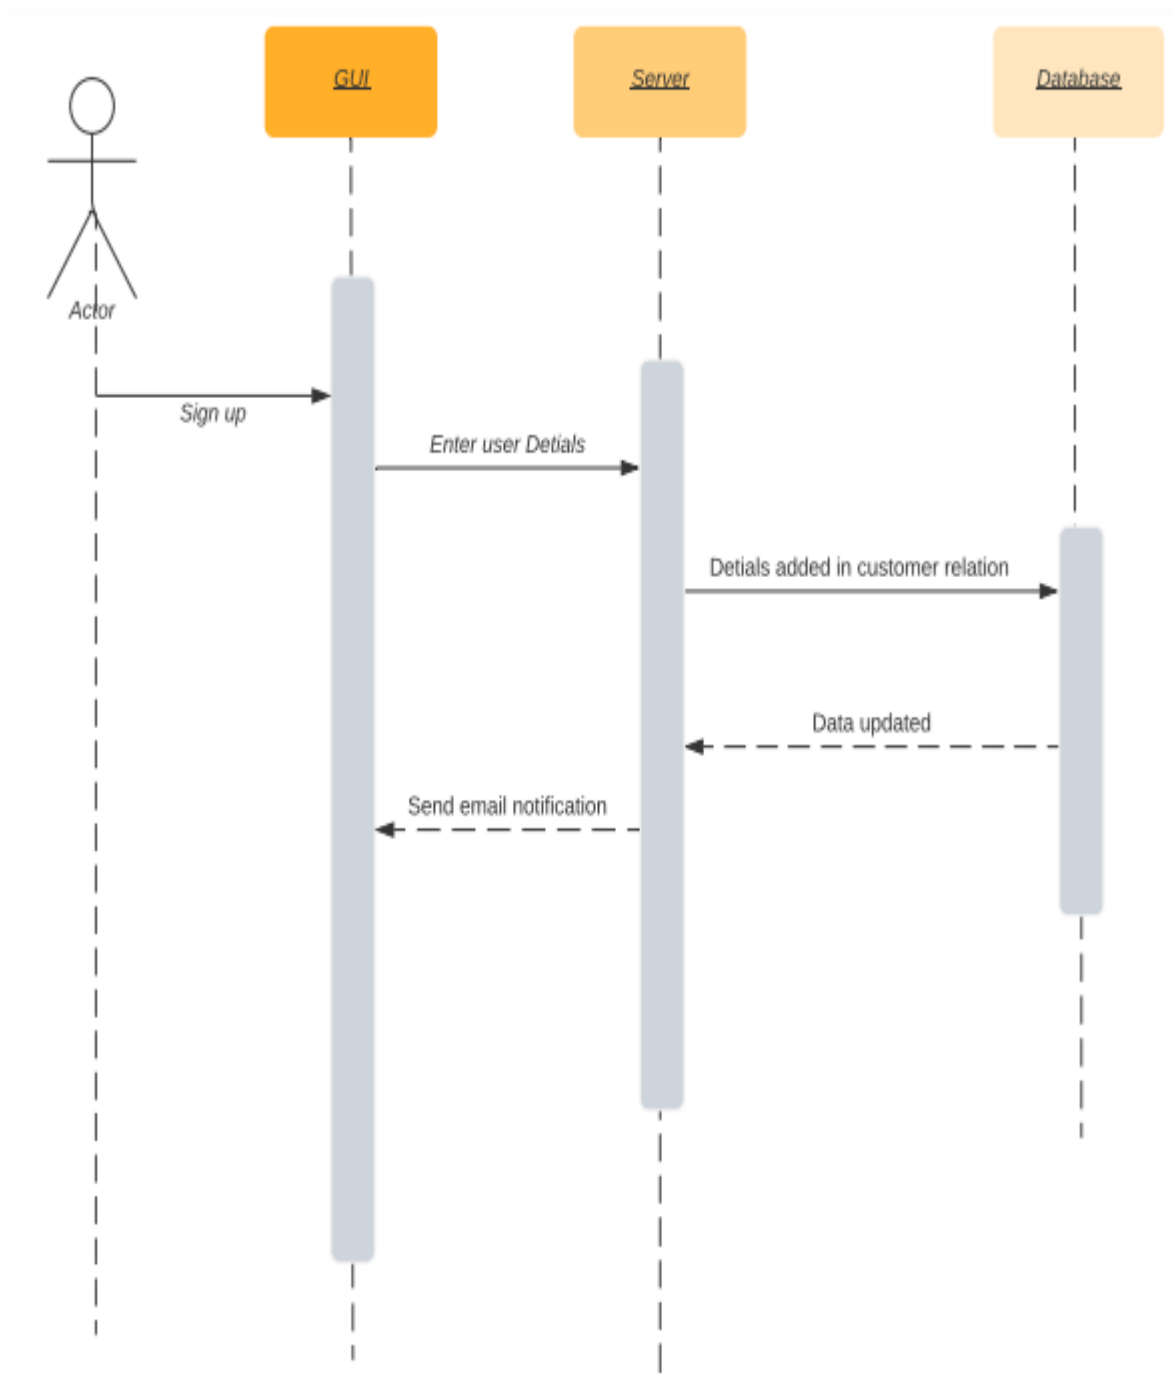 GUI
Server
Database
Actor
Sign up
Enter user Detials
Detials added in customer relation
Data updated
Send email notification